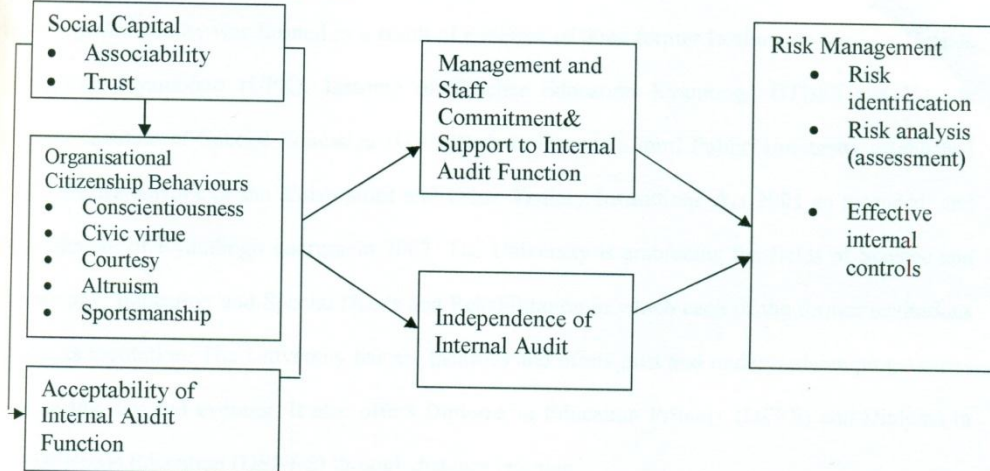 Social Capital
• Associability
• Trust
Organisational
Citizenship Behaviours
• Conscientiousness
• Civic virtue
• Courtesy
• Altruism
• Sportsmanship
Acceptability of
Internal Audit
Function
Management and
Staff
Commitment&
Support to Internal
Audit Function
Independence of
Internal Audit
Risk Management
• Risk
identification
• Risk analysis
(assessment)
• Effective
internal
controls